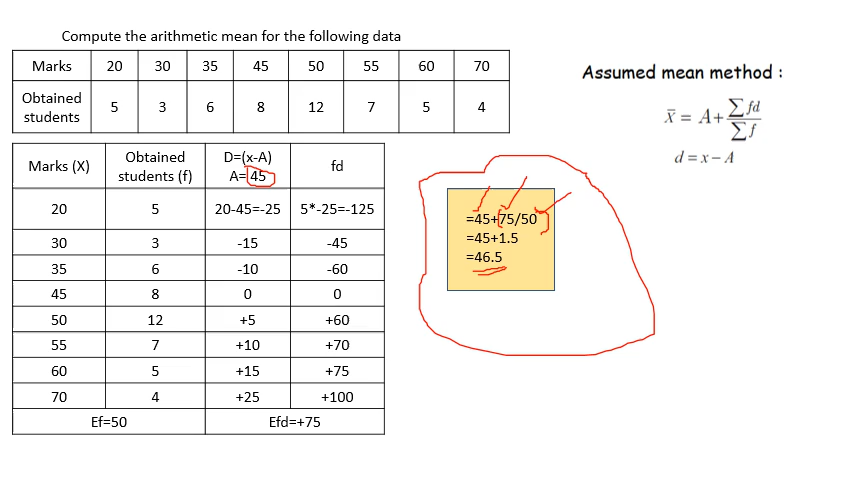 Compute the arithmetic mean for the following data
Marks 20 30 35 45 50 55 60 70
Obtained students 5 3 6 8 12 7 5 4
Assumed mean method :
x̄ = A+ ∑fd/∑f
d = x − A
Marks (X) Obtained students (f) D=(x-A) A=45 fd
20 5 20-45=-25 5*-25=-125
30 3 -15 -45
35 6 -10 -60
45 8 0 0
50 12 +5 +60
55 7 +10 +70
60 5 +15 +75
70 4 +25 +100
Ef=50 Efd=+75
=45+75/50
=45+1.5
=46.5